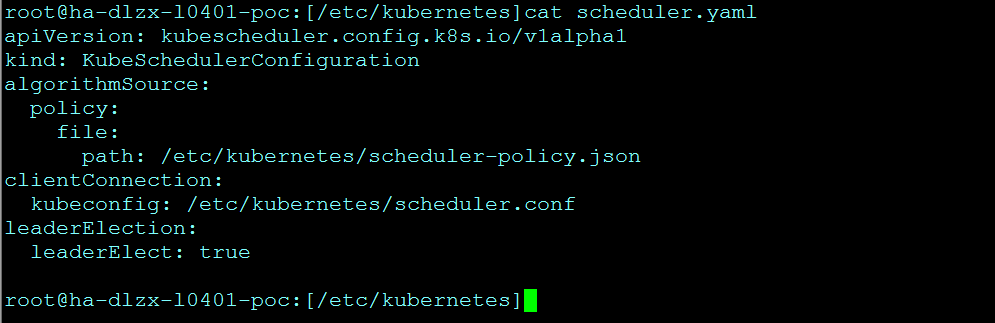 root@ha-dlzx-l0401-poc:[/etc/kubernetes]cat scheduler.yaml
apiVersion: kubescheduler.config.k8s.io/v1alpha1
kind: KubeSchedulerConfiguration
algorithmSource:
  policy:
    file:
      path: /etc/kubernetes/scheduler-policy.json
clientConnection:
  kubeconfig: /etc/kubernetes/scheduler.conf
leaderElection:
  leaderElect: true
root@ha-dlzx-l0401-poc:[/etc/kubernetes]